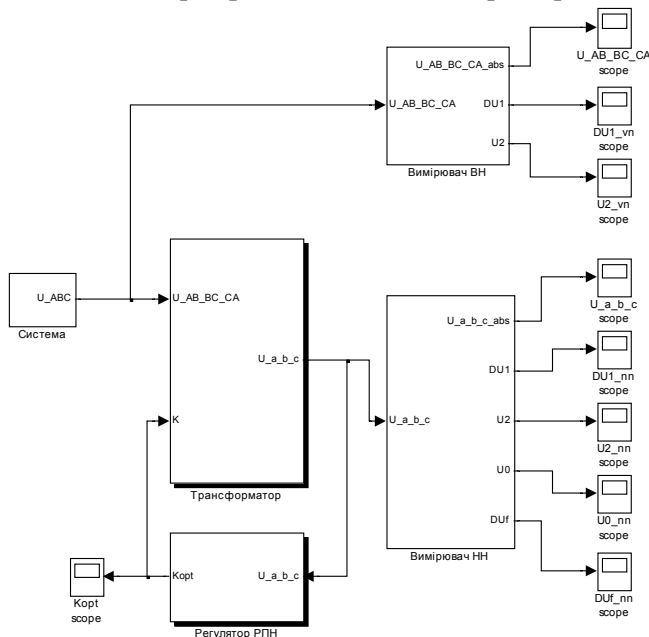 U_AB_BC_CA_abs
U_AB_BC_CA
DU1
U2
Вимірювач ВН
U_AB_BC_CA
scope
DU1_vn
scope
U2_vn
scope
U_ABC
Система
U_AB_BC_CA
U_a_b_c
K
Трансформатор
U_a_b_c_abs
DU1
U_a_b_c
U2
U0
DUf
Вимірювач НН
U_a_b_c
scope
DU1_nn
scope
U2_nn
scope
U0_nn
scope
DUf_nn
scope
Kopt
scope
Kopt
U_a_b_c
Регулятор РПН